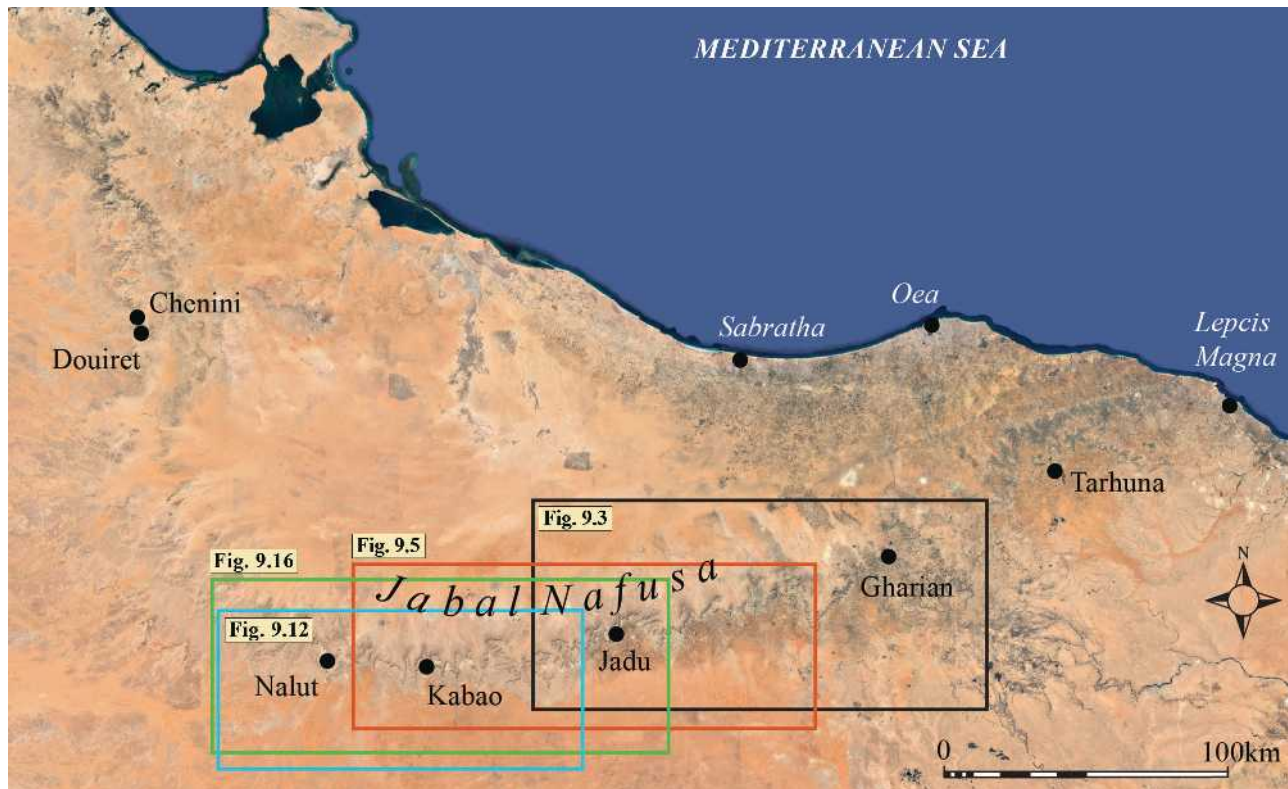 MEDITERRANEAN SEA
Chenini
Douiret
Sabratha
Oea
Lepcis
Magna
Tarhuna
Fig. 9.3
Fig. 9.5
Fig. 9.16
Jabal Nafusa
Gharian
Fig. 9.12
Nalut
Kabao
Jadu
N
0 100km